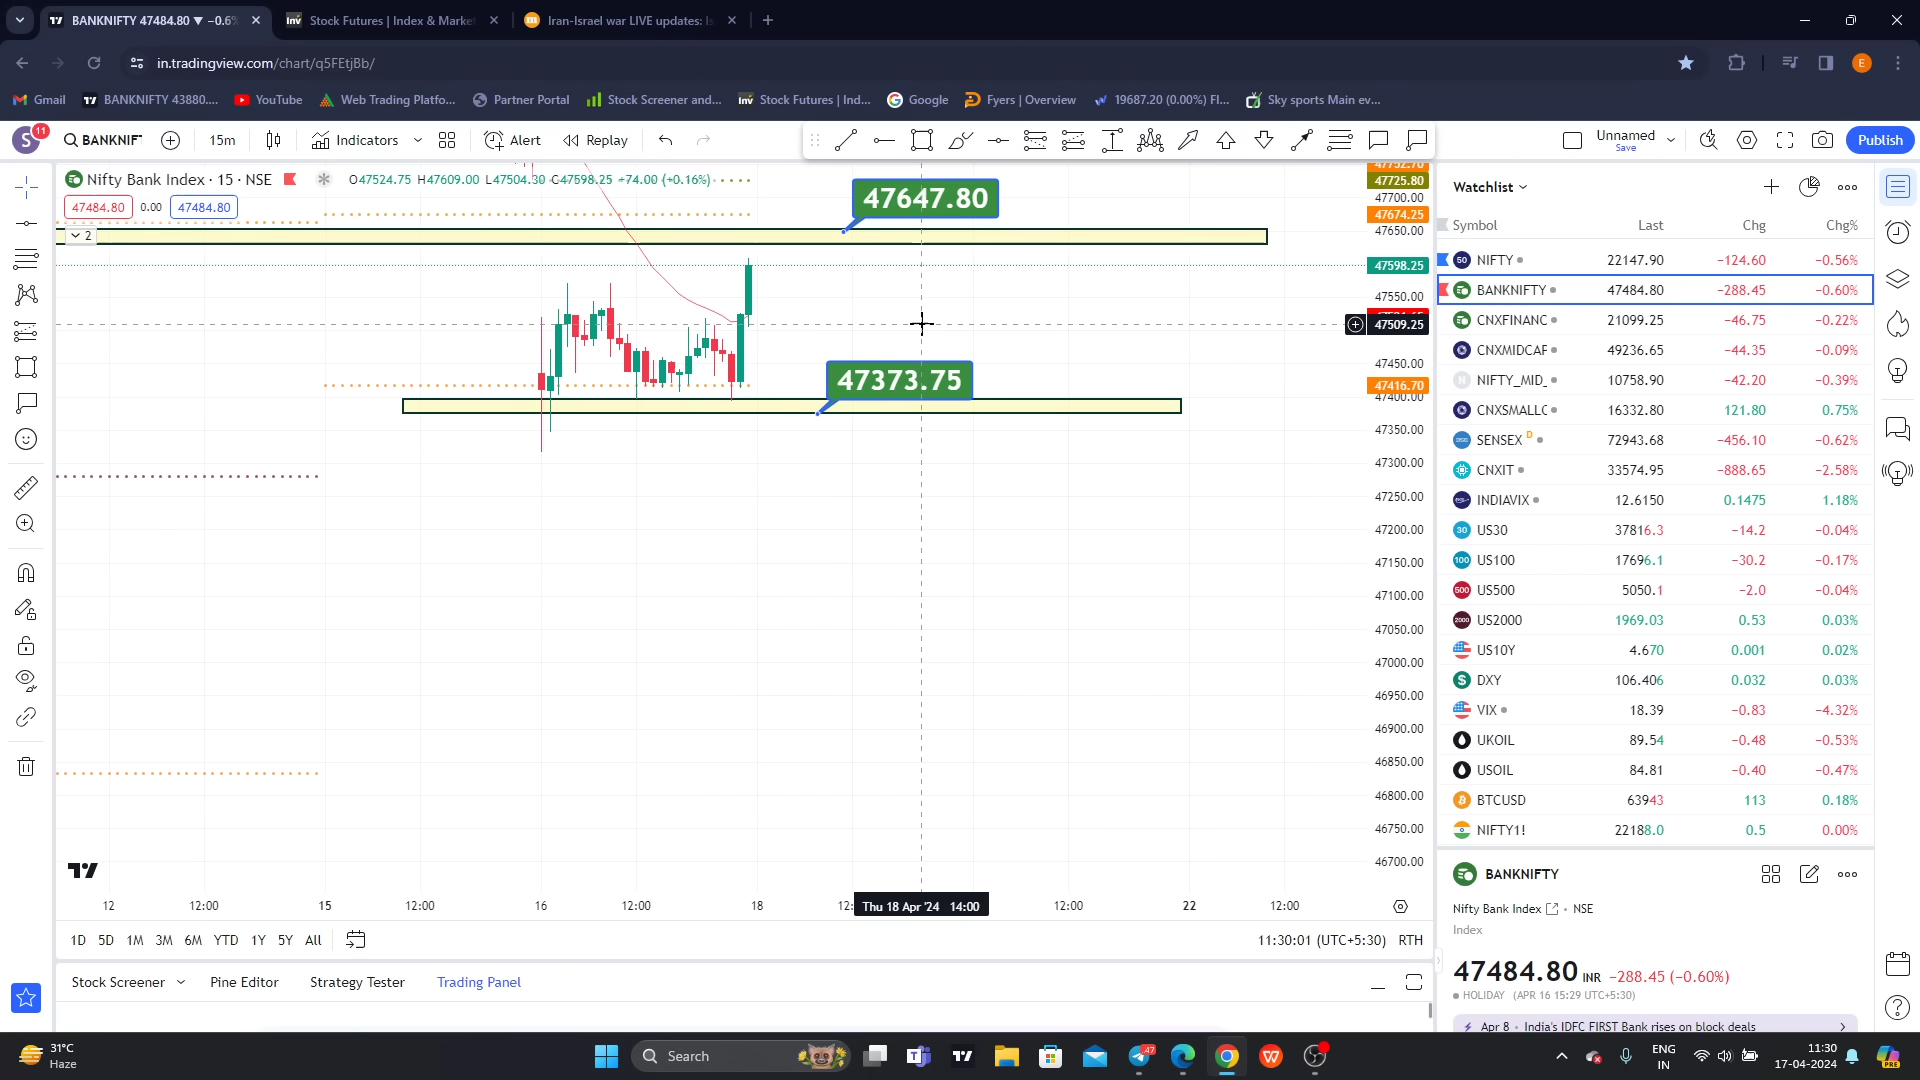 BANKNIFTY 47484.80 ▼ −0.6%
Stock Futures | Index & Marke
Iran-Israel war LIVE updates: Is
in.tradingview.com/chart/q5FEtjBb/
Gmail
BANKNIFTY 43880....
YouTube
Web Trading Platfo...
Partner Portal
Stock Screener and...
Inv Stock Futures | Ind...
Google
Fyers | Overview
19687.20 (0.00%) Fl...
Sky sports Main ev...
S 11
BANKNIF
15m
Indicators
Alert
Replay
Unnamed
Save
Publish
Nifty Bank Index · 15 · NSE
O47524.75 H47609.00 L47504.30 C47598.25 +74.00 (+0.16%)
47484.80 0.00 47484.80
2
47647.80
47373.75
47725.80
47700.00
47674.25
47650.00
47598.25
47550.00
47509.25
47450.00
47416.70
47400.00
47350.00
47300.00
47250.00
47200.00
47150.00
47100.00
47050.00
47000.00
46950.00
46900.00
46850.00
46800.00
46750.00
46700.00
12 12:00 15 12:00 16 12:00 18 12: Thu 18 Apr '24 14:00 12:00 22 12:00
1D 5D 1M 3M 6M YTD 1Y 5Y All
11:30:01 (UTC+5:30) RTH
Stock Screener Pine Editor Strategy Tester Trading Panel
Watchlist
Symbol Last Chg Chg%
NIFTY 22147.90 −124.60 −0.56%
BANKNIFTY 47484.80 −288.45 −0.60%
CNXFINANC 21099.25 −46.75 −0.22%
CNXMIDCAP 49236.65 −44.35 −0.09%
NIFTY_MID_ 10758.90 −42.20 −0.39%
CNXSMALLC 16332.80 121.80 0.75%
SENSEX D 72943.68 −456.10 −0.62%
CNXIT 33574.95 −888.65 −2.58%
INDIAVIX 12.6150 0.1475 1.18%
US30 37816.3 −14.2 −0.04%
US100 17696.1 −30.2 −0.17%
US500 5050.1 −2.0 −0.04%
US2000 1969.03 0.53 0.03%
US10Y 4.670 0.001 0.02%
DXY 106.406 0.032 0.03%
VIX 18.39 −0.83 −4.32%
UKOIL 89.54 −0.48 −0.53%
USOIL 84.81 −0.40 −0.47%
BTCUSD 63943 113 0.18%
NIFTY1! 22188.0 0.5 0.00%
BANKNIFTY
Nifty Bank Index • NSE
Index
47484.80 INR −288.45 (−0.60%)
HOLIDAY (APR 16 15:29 UTC+5:30)
Apr 8 • India's IDFC FIRST Bank rises on block deals
31°C
Haze
Search
47
ENG
IN
11:30
17-04-2024